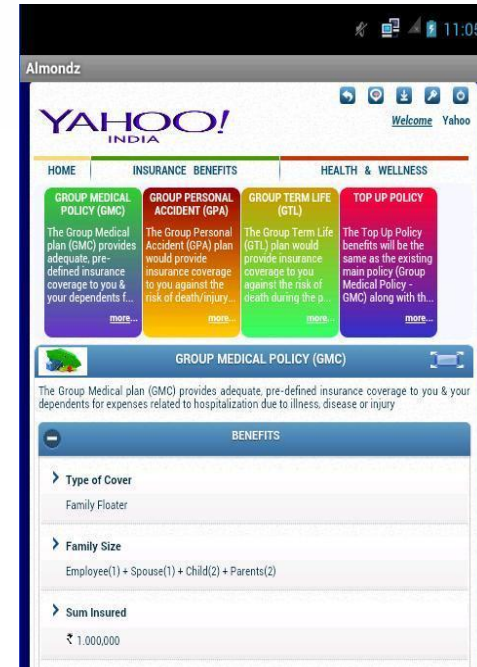 11:05
Almondz
YAHOO!
INDIA
Welcome Yahoo
HOME INSURANCE BENEFITS HEALTH & WELLNESS
GROUP MEDICAL
POLICY (GMC)
The Group Medical
plan (GMC) provides
adequate, pre-
defined insurance
coverage to you &
your dependents f...
more...
GROUP PERSONAL
ACCIDENT (GPA)
The Group Personal
Accident (GPA) plan
would provide
insurance coverage
to you against the
risk of death/injury...
more...
GROUP TERM LIFE
(GTL)
The Group Term Life
(GTL) plan would
provide insurance
coverage to you
against the risk of
death during the p...
more...
TOP UP POLICY
The Top Up Policy
benefits will be the
same as the existing
main policy (Group
Medical Policy -
GMC) along with th...
more...
GROUP MEDICAL POLICY (GMC)
The Group Medical plan (GMC) provides adequate, pre-defined insurance coverage to you & your
dependents for expenses related to hospitalization due to illness, disease or injury
BENEFITS
Type of Cover
Family Floater
Family Size
Employee(1) + Spouse(1) + Child(2) + Parents(2)
Sum Insured
₹ 1,000,000